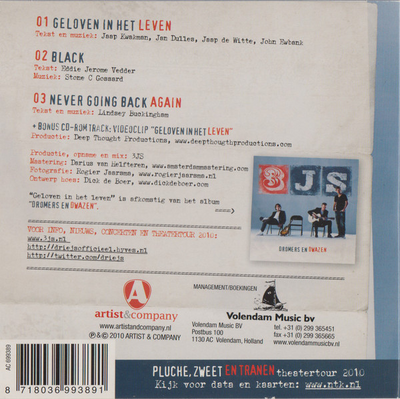 01 GELOVEN IN HET LEVEN
Tekst en muziek: Jaap Kwakman, Jan Dulles, Jaap de Witte, John Ewbank
02 BLACK
Tekst: Eddie Jerome Vedder
Muziek: Stone C Gossard
03 NEVER GOING BACK AGAIN
Tekst en muziek: Lindsey Buckingham
+ BONUS CD-ROMTRACK: VIDEOCLIP "GELOVEN IN HET LEVEN"
Productie: Deep Thought Productions, www.deepthoughtproductions.com
Productie, opname en mix: 3JS
Mastering: Darius van Helfteren, www.amsterdammastering.com
Fotografie: Rogier Jaarsma, www.rogierjaarsma.nl
Ontwerp hoes: Dick de Boer, www.dickdeboer.com
"Geloven in het leven" is afkomstig van het album
"DROMERS EN DWAZEN". ====>
3JS
DROMERS EN DWAZEN
VOOR INFO, NIEUWS, CONCERTEN EN THEATERTOUR 2010:
www.3js.nl
http://driejsofficieel.hyves.nl
http://twitter.com/driejs
A
artist&company
www.artistandcompany.nl
℗ & © 2010 ARTIST & COMPANY
MANAGEMENT/BOEKINGEN
Volendam Music bv
Volendam Music BV
Postbus 100
1130 AC Volendam, Holland
tel. +31 (0) 299 365451
fax. +31 (0) 299 365665
www.volendammusicbv.nl
AC 699389
8 718036 993891
PLUCHE, ZWEET EN TRANEN theatertour 2010
Kijk voor data en kaarten: www.ntk.nl